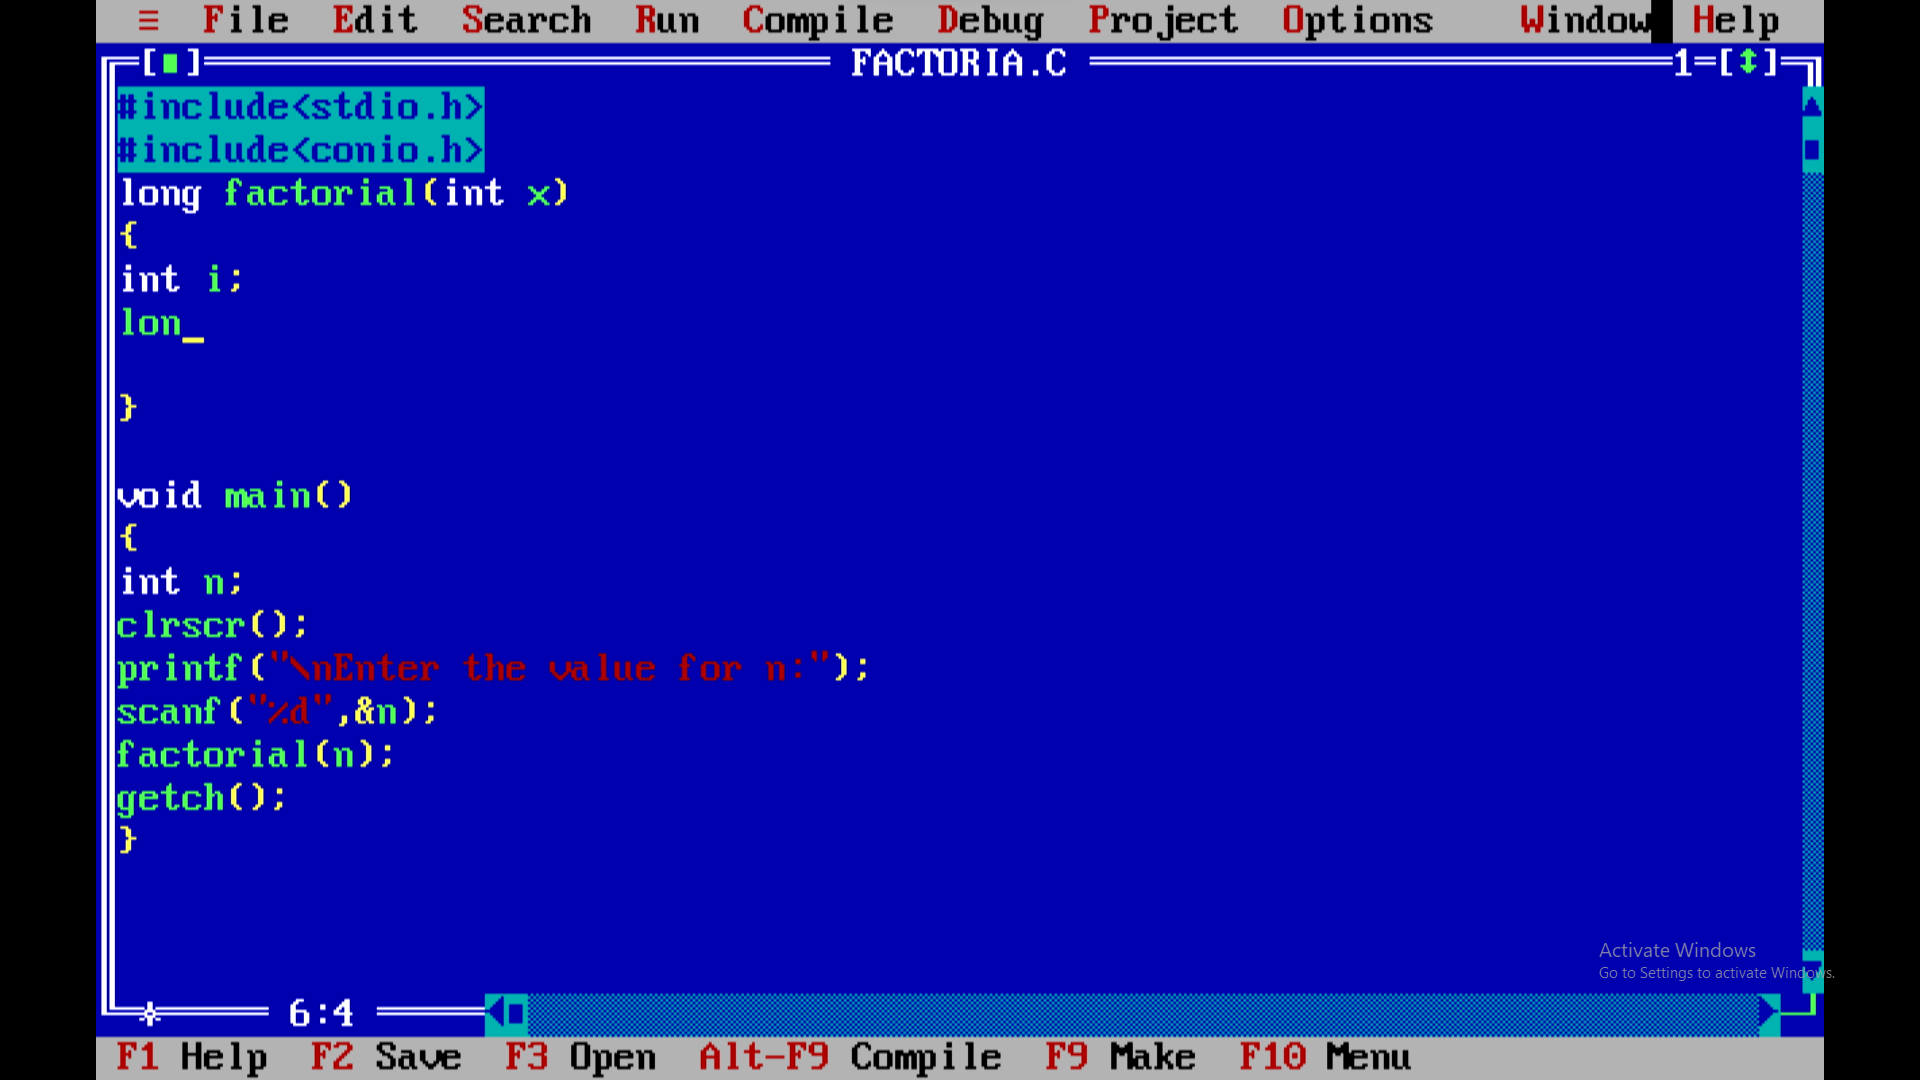 ≡ File Edit Search Run Compile Debug Project Options Window Help
[■] FACTORIA.C 1=[↕]
#include<stdio.h>
#include<conio.h>
long factorial(int x)
{
int i;
lon_
}
void main()
{
int n;
clrscr();
printf("\nEnter the value for n:");
scanf("%d",&n);
factorial(n);
getch();
}
Activate Windows
Go to Settings to activate Windows.
6:4
F1 Help F2 Save F3 Open Alt-F9 Compile F9 Make F10 Menu